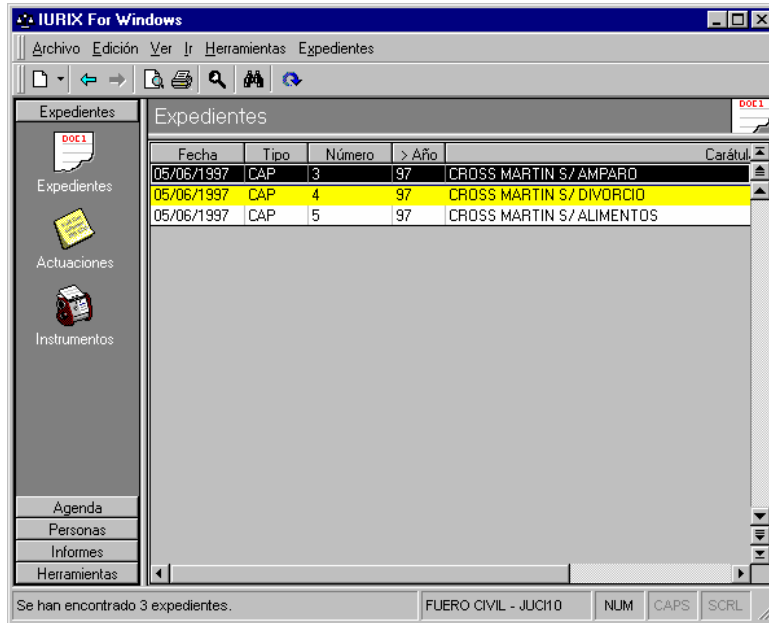 IURIX For Windows
Archivo Edición Ver Ir Herramientas Expedientes
Expedientes
DOC1
Expedientes
Actuaciones
Instrumentos
Agenda
Personas
Informes
Herramientas
Expedientes
DOC1
Fecha Tipo Número > Año Carátul
05/06/1997 CAP 3 97 CROSS MARTIN S/ AMPARO
05/06/1997 CAP 4 97 CROSS MARTIN S/ DIVORCIO
05/06/1997 CAP 5 97 CROSS MARTIN S/ ALIMENTOS
Se han encontrado 3 expedientes. FUERO CIVIL - JUCI10 NUM CAPS SCRL